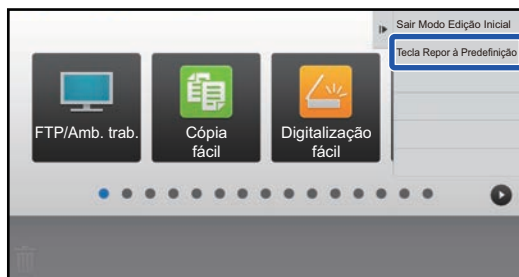 Sair Modo Edição Inicial
Tecla Repor à Predefinição
FTP/Amb. trab.
Cópia
fácil
Digitalização
fácil